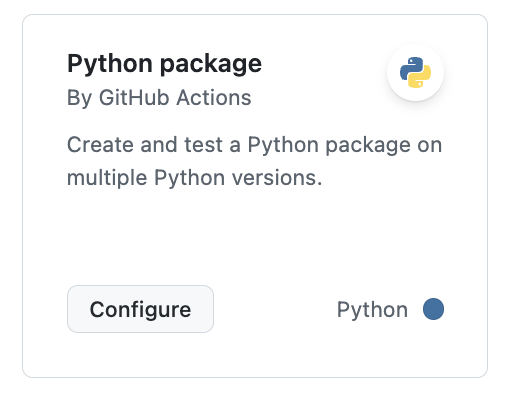 Python package
By GitHub Actions
Create and test a Python package on
multiple Python versions.
Configure
Python